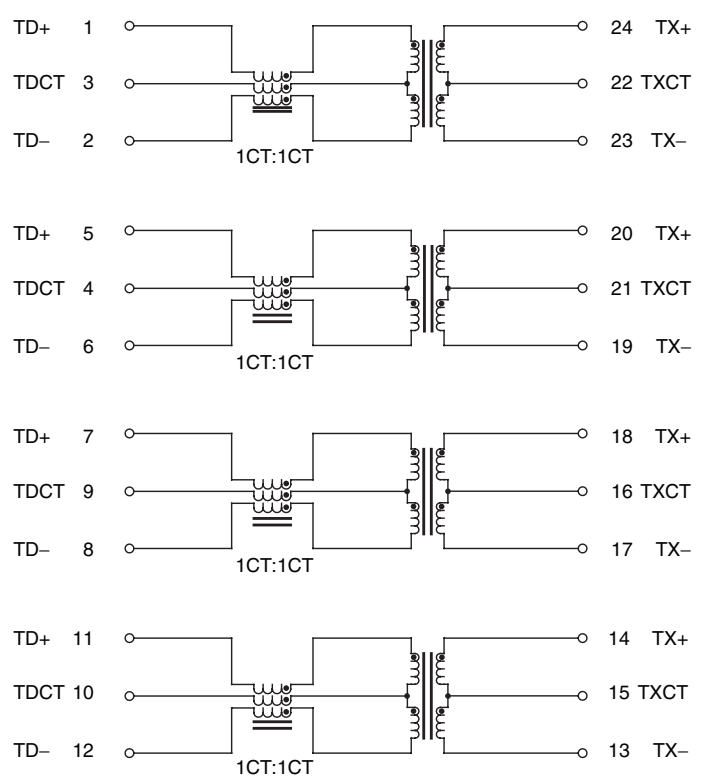 TD+ 1 24 TX+
TDCT 3 22 TXCT
TD− 2 23 TX−
1CT:1CT
TD+ 5 20 TX+
TDCT 4 21 TXCT
TD− 6 19 TX−
1CT:1CT
TD+ 7 18 TX+
TDCT 9 16 TXCT
TD− 8 17 TX−
1CT:1CT
TD+ 11 14 TX+
TDCT 10 15 TXCT
TD− 12 13 TX−
1CT:1CT